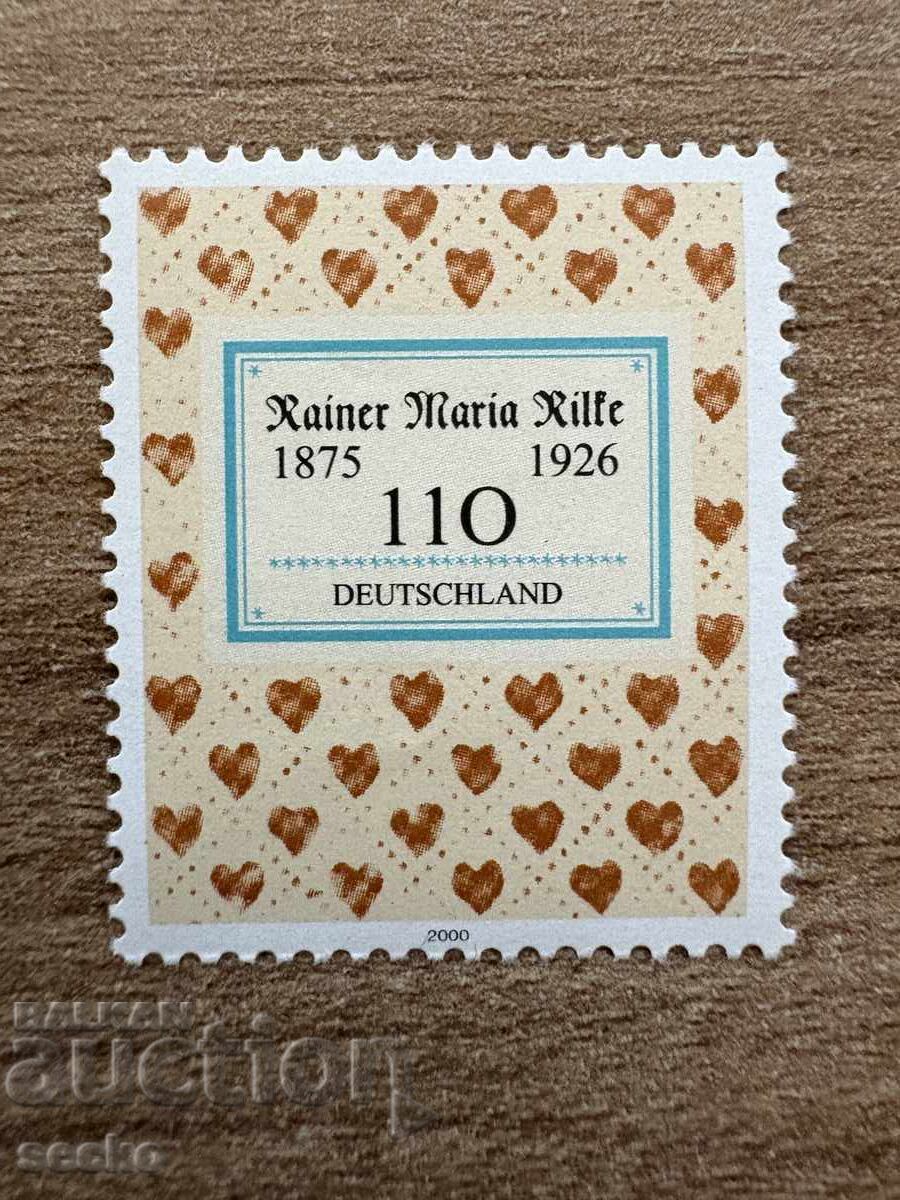 Rainer Maria Rilke
1875 1926
110
DEUTSCHLAND
2000
BALKAN
auction
secko